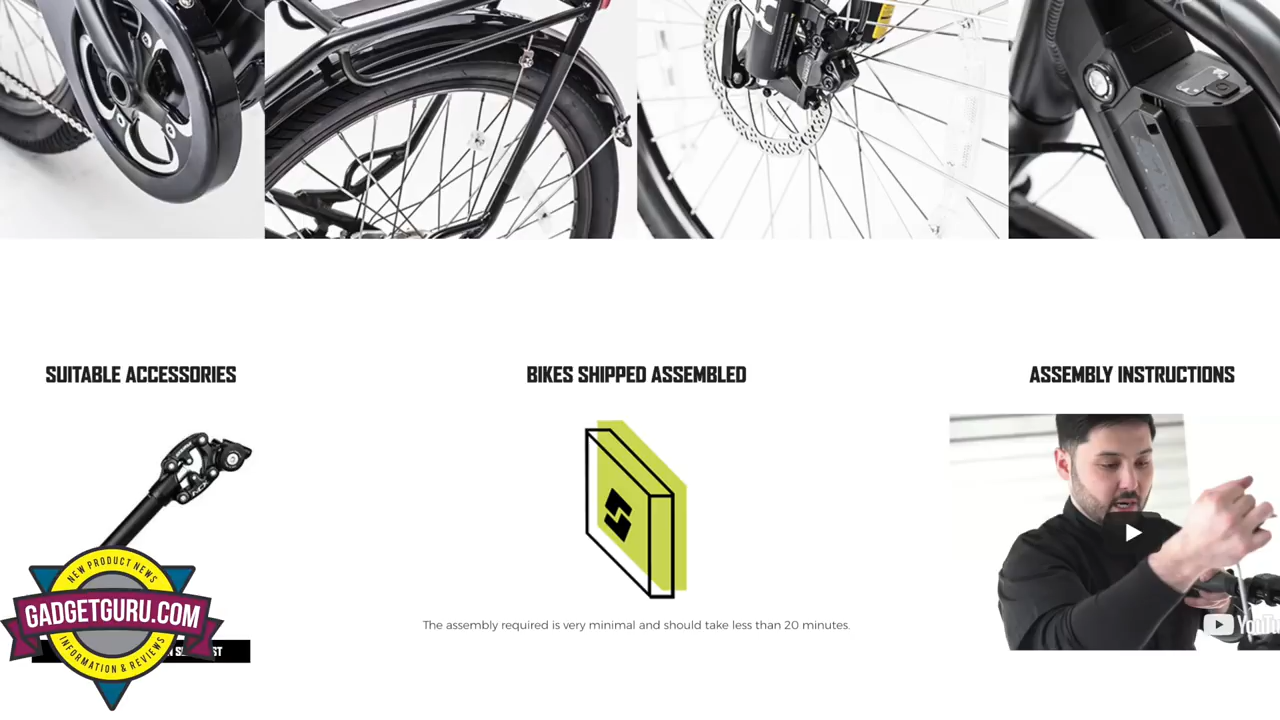 SUITABLE ACCESSORIES
BIKES SHIPPED ASSEMBLED
ASSEMBLY INSTRUCTIONS
NEW PRODUCT NEWS
GADGETGURU.COM
INFORMATION & REVIEWS
The assembly required is very minimal and should take less than 20 minutes.